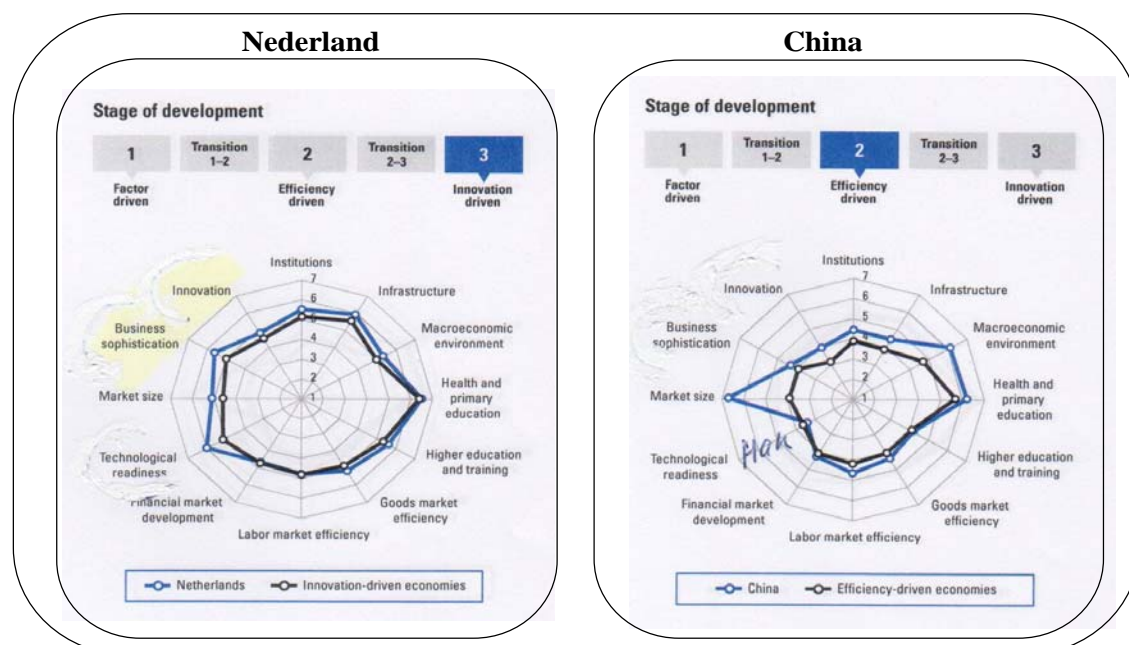 Nederland
Stage of development
1
Transition
1–2
2
Transition
2–3
3
Factor
driven
Efficiency
driven
Innovation
driven
Institutions
7
6
5
4
3
2
1
Infrastructure
Macroeconomic
environment
Health and
primary
education
Higher education
and training
Goods market
efficiency
Labor market efficiency
Financial market
development
Technological
readiness
Market size
Business
sophistication
Innovation
Netherlands
Innovation-driven economies
China
Stage of development
1
Transition
1–2
2
Transition
2–3
3
Factor
driven
Efficiency
driven
Innovation
driven
Institutions
7
6
5
4
3
2
1
Infrastructure
Macroeconomic
environment
Health and
primary
education
Higher education
and training
Goods market
efficiency
Labor market efficiency
Financial market
development
Technological
readiness
Market size
Business
sophistication
Innovation
China
Efficiency-driven economies